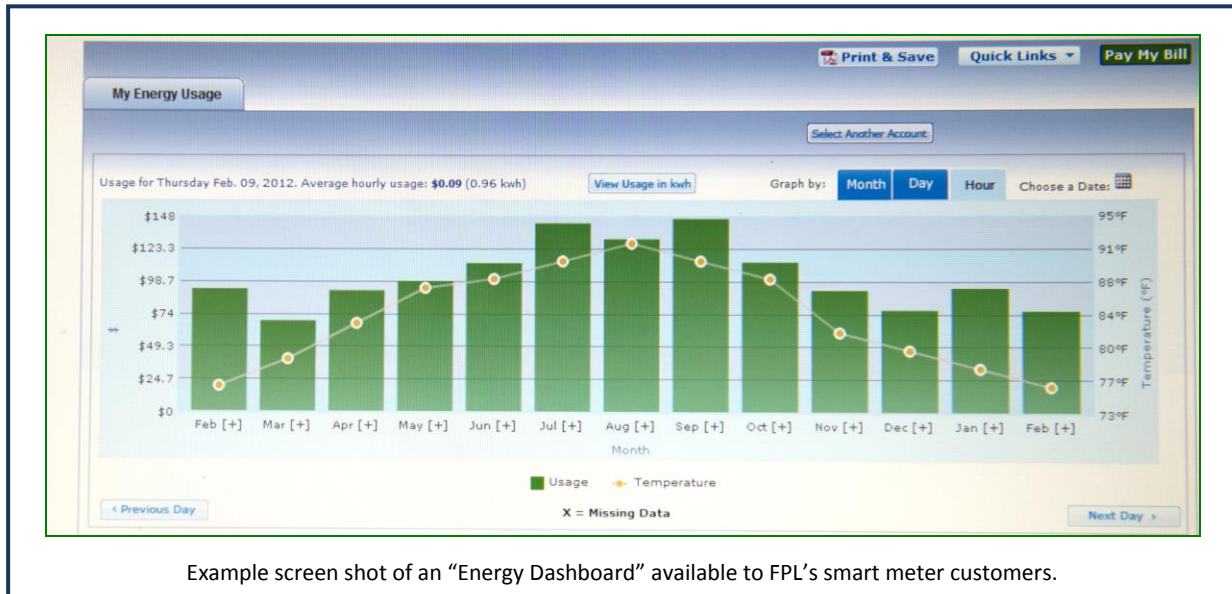 Print & Save Quick Links Pay My Bill
My Energy Usage
Select Another Account
Usage for Thursday Feb. 09, 2012. Average hourly usage: $0.09 (0.96 kwh) View Usage in kwh Graph by: Month Day Hour Choose a Date:
$148 95°F
$123.3 91°F
$98.7 88°F
$74 84°F
$ Temperature (°F)
$49.3 80°F
$24.7 77°F
$0 73°F
Feb [+] Mar [+] Apr [+] May [+] Jun [+] Jul [+] Aug [+] Sep [+] Oct [+] Nov [+] Dec [+] Jan [+] Feb [+]
Month
Usage Temperature
‹ Previous Day X = Missing Data Next Day ›
Example screen shot of an “Energy Dashboard” available to FPL’s smart meter customers.